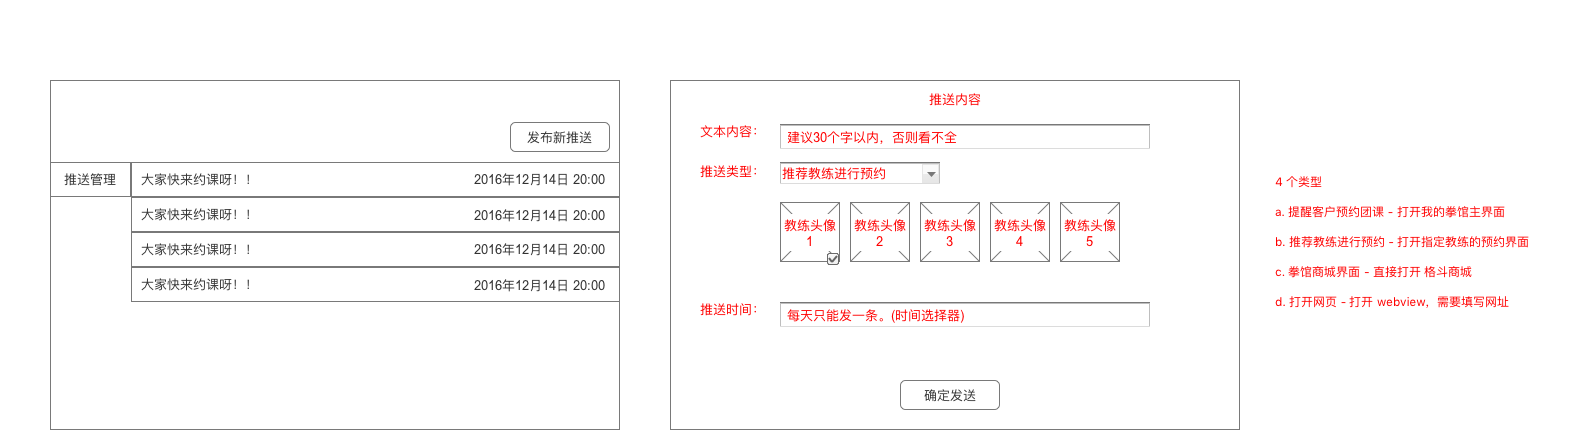 发布新推送
推送管理
大家快来约课呀！！ 2016年12月14日 20:00
大家快来约课呀！！ 2016年12月14日 20:00
大家快来约课呀！！ 2016年12月14日 20:00
大家快来约课呀！！ 2016年12月14日 20:00
推送内容
文本内容：
建议30个字以内，否则看不全
推送类型：
推荐教练进行预约
教练头像
1
教练头像
2
教练头像
3
教练头像
4
教练头像
5
推送时间：
每天只能发一条。(时间选择器)
确定发送
4 个类型
a. 提醒客户预约团课 - 打开我的拳馆主界面
b. 推荐教练进行预约 - 打开指定教练的预约界面
c. 拳馆商城界面 - 直接打开 格斗商城
d. 打开网页 - 打开 webview，需要填写网址